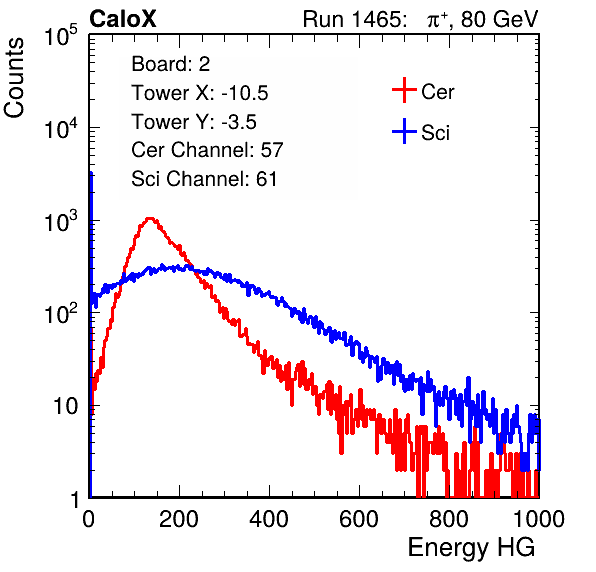 CaloX Run 1465: π⁺, 80 GeV
Counts
Board: 2
Tower X: -10.5
Tower Y: -3.5
Cer Channel: 57
Sci Channel: 61
Cer
Sci
10⁵
10⁴
10³
10²
10
1
0 200 400 600 800 1000
Energy HG